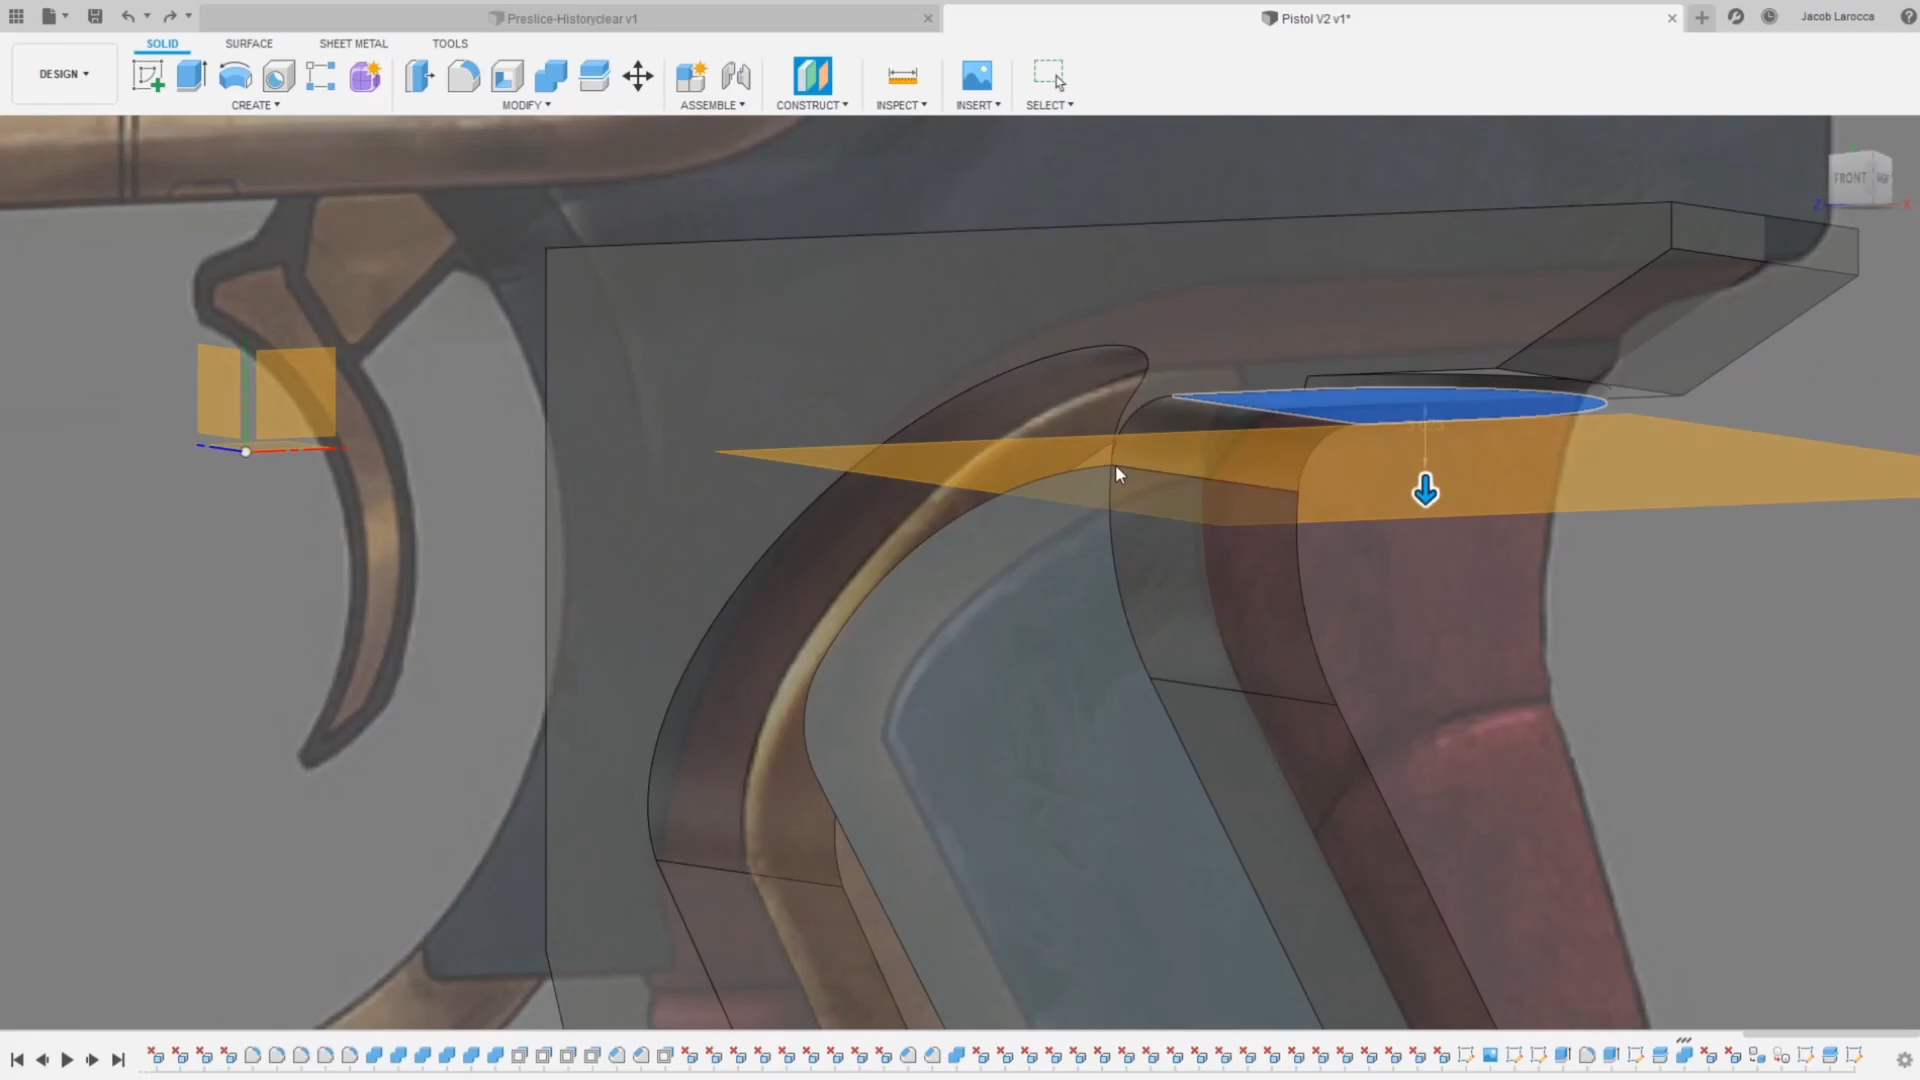 Preslice-Historyclear v1
Pistol V2 v1*
Jacob Larocca
DESIGN
SOLID
SURFACE
SHEET METAL
TOOLS
CREATE
MODIFY
ASSEMBLE
CONSTRUCT
INSPECT
INSERT
SELECT
FRONT
Z
X